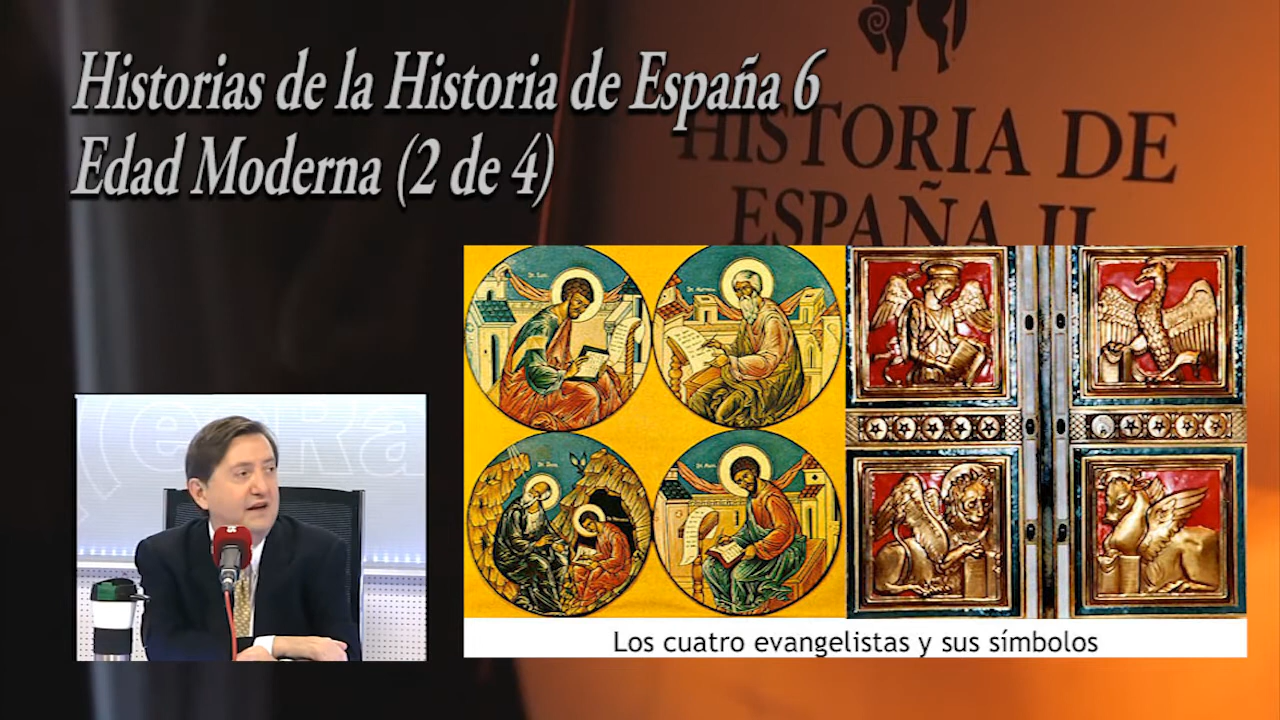 Historias de la Historia de España 6
Edad Moderna (2 de 4)
HISTORIA DE
ESPAÑA II
Los cuatro evangelistas y sus símbolos